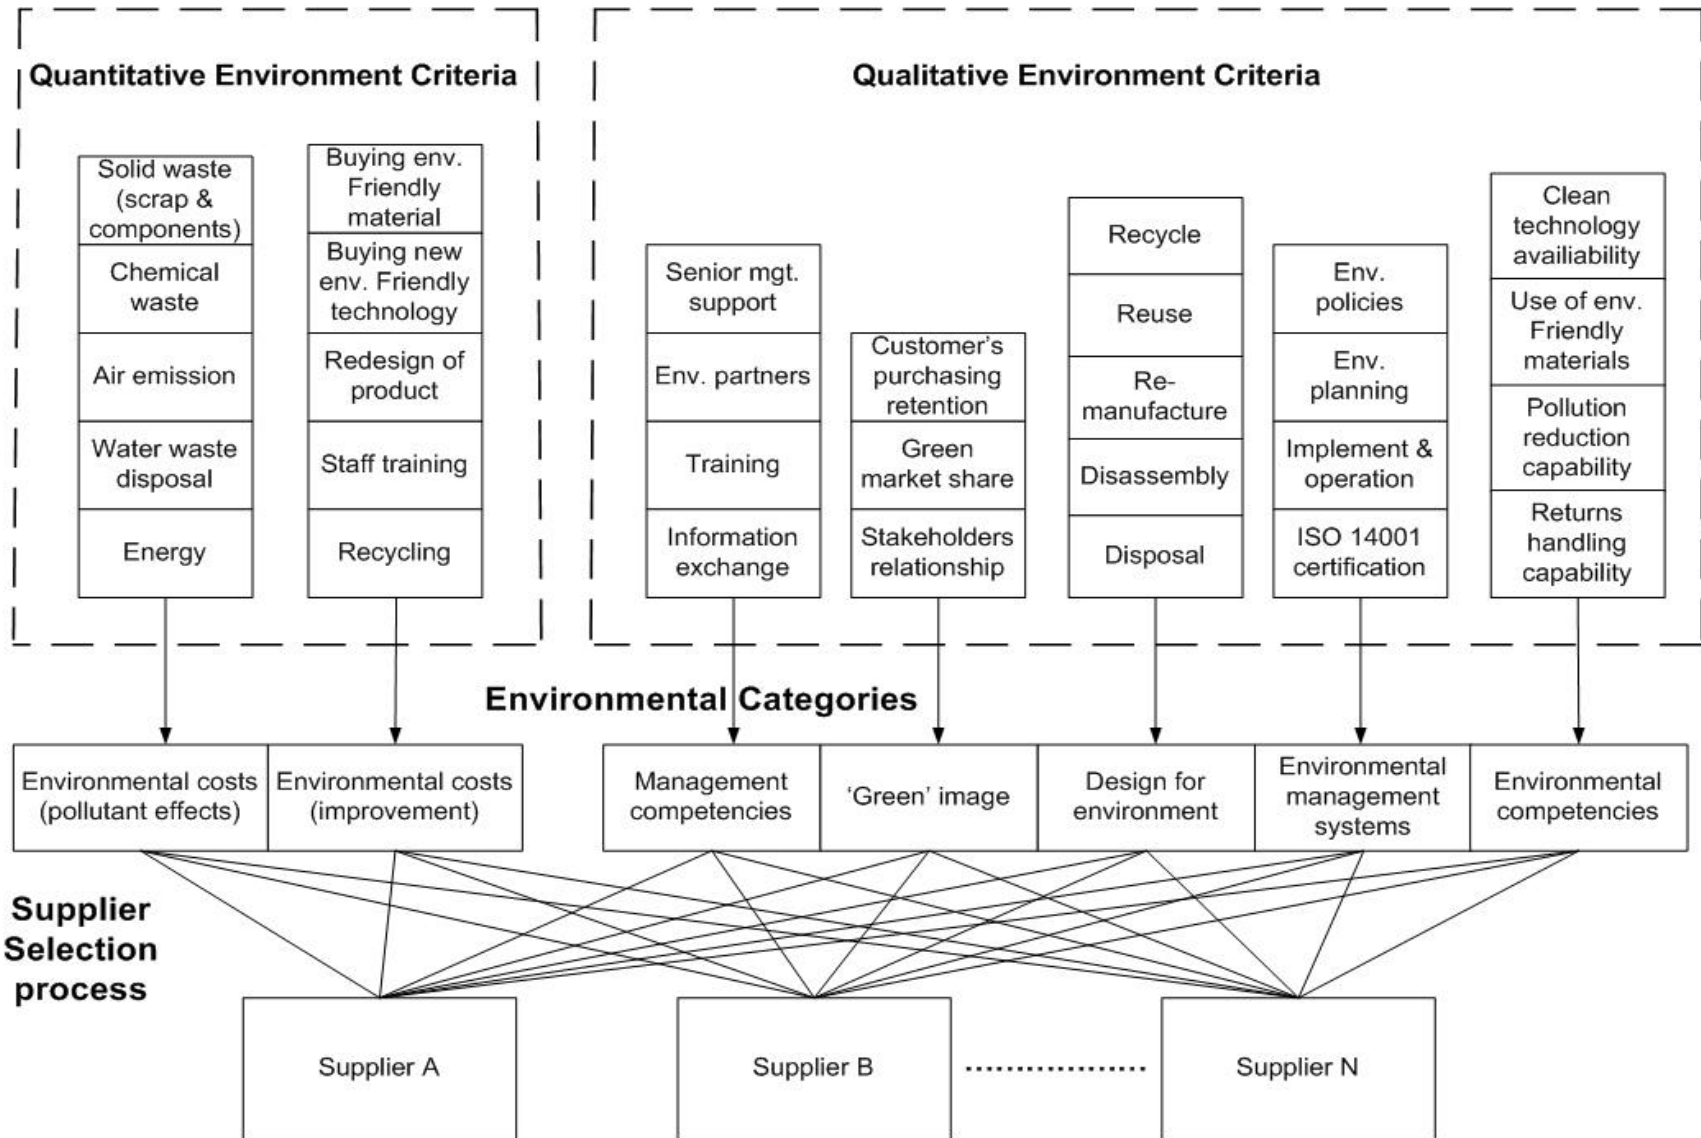 Quantitative Environment Criteria
Solid waste
(scrap &
components)
Chemical
waste
Air emission
Water waste
disposal
Energy
Buying env.
Friendly
material
Buying new
env. Friendly
technology
Redesign of
product
Staff training
Recycling
Qualitative Environment Criteria
Senior mgt.
support
Env. partners
Training
Information
exchange
Customer’s
purchasing
retention
Green
market share
Stakeholders
relationship
Recycle
Reuse
Re-
manufacture
Disassembly
Disposal
Env.
policies
Env.
planning
Implement &
operation
ISO 14001
certification
Clean
technology
availiability
Use of env.
Friendly
materials
Pollution
reduction
capability
Returns
handling
capability
Environmental Categories
Environmental costs
(pollutant effects)
Environmental costs
(improvement)
Management
competencies
‘Green’ image
Design for
environment
Environmental
management
systems
Environmental
competencies
Supplier
Selection
process
Supplier A
Supplier B
Supplier N